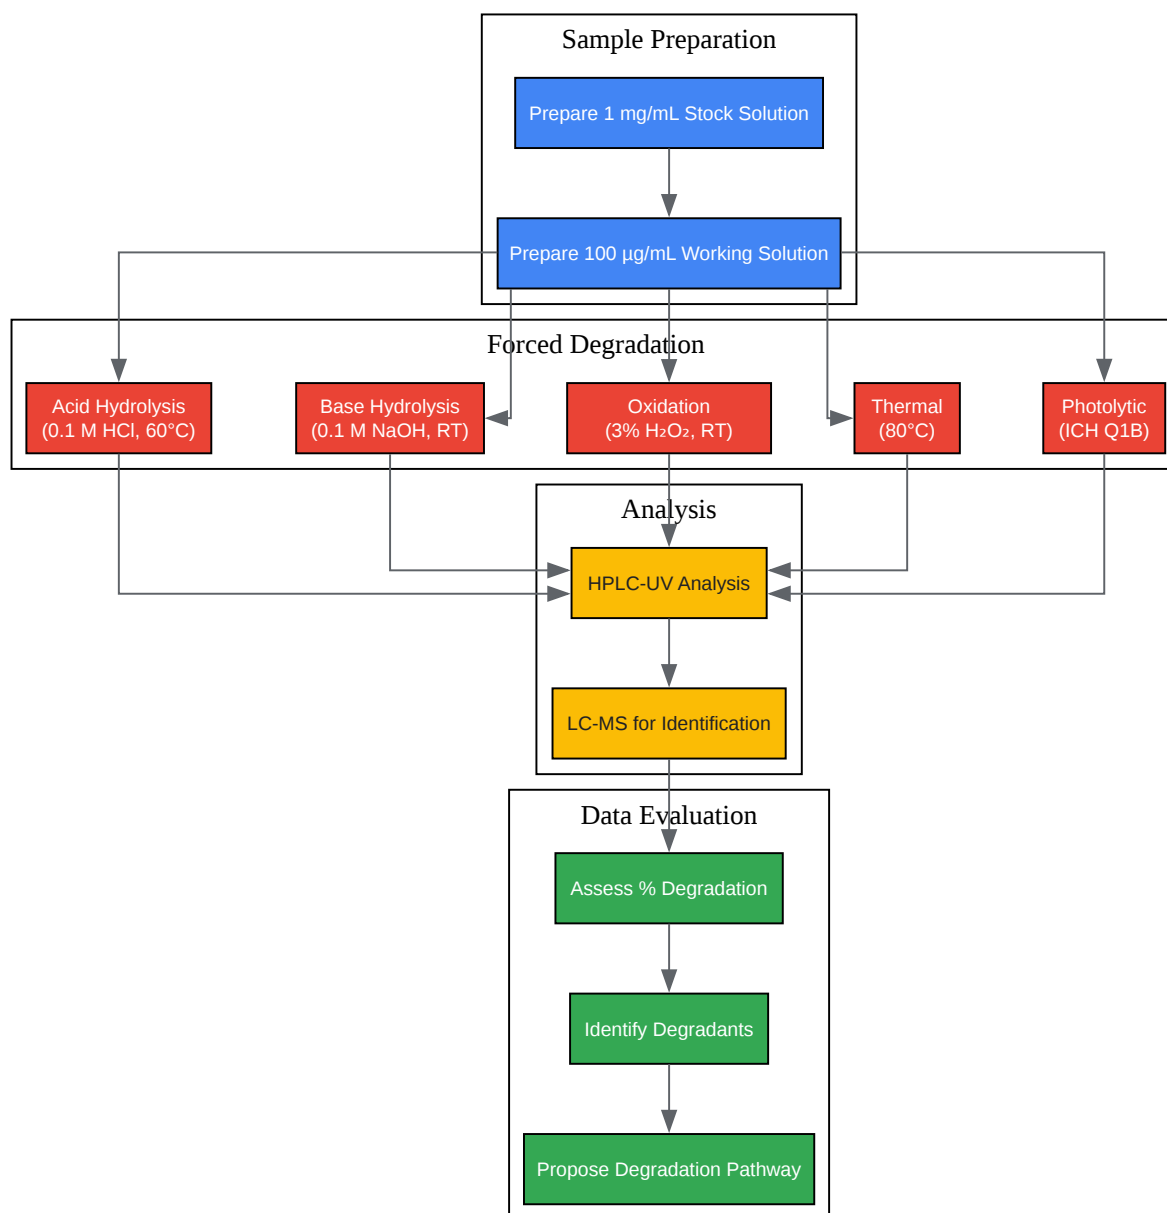 Sample Preparation
Prepare 1 mg/mL Stock Solution
Prepare 100 µg/mL Working Solution
Forced Degradation
Acid Hydrolysis
(0.1 M HCl, 60°C)
Base Hydrolysis
(0.1 M NaOH, RT)
Oxidation
(3% H₂O₂, RT)
Thermal
(80°C)
Photolytic
(ICH Q1B)
Analysis
HPLC-UV Analysis
LC-MS for Identification
Data Evaluation
Assess % Degradation
Identify Degradants
Propose Degradation Pathway